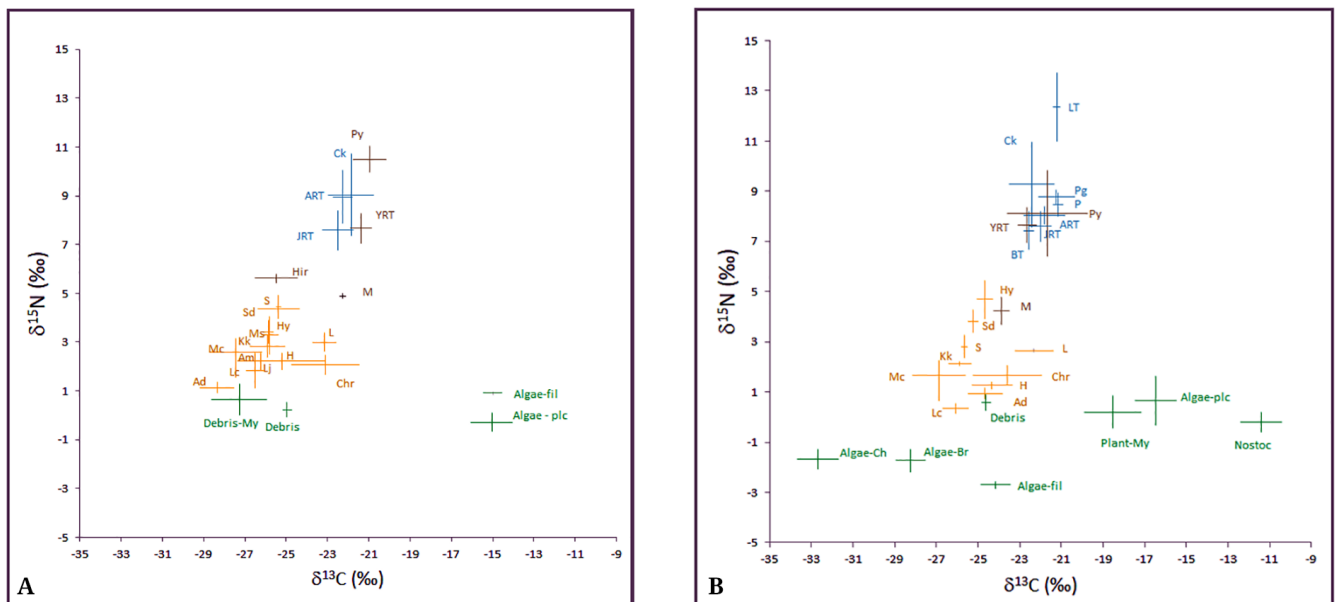 15
13
11
9
7
5
3
1
-1
-3
-5
δ15N (‰)
Py
Ck
ART
YRT
JRT
Hir
M
S
Sd
Hy
Ms
L
Kk
Mc
Am
H
Lc
Lj
Chr
Ad
Algae-fil
Algae - plc
Debris-My
Debris
-35 -33 -31 -29 -27 -25 -23 -21 -19 -17 -15 -13 -11 -9
δ13C (‰)
A
15
13
11
9
7
5
3
1
-1
-3
-5
δ15N (‰)
LT
Ck
Pg
P
Py
YRT
ART
JRT
BT
Hy
M
Sd
S
L
Kk
Mc
Chr
H
Ad
Lc
Debris
Algae-plc
Plant-My
Nostoc
Algae-Ch
Algae-Br
Algae-fil
-35 -33 -31 -29 -27 -25 -23 -21 -19 -17 -15 -13 -11 -9
δ13C (‰)
B